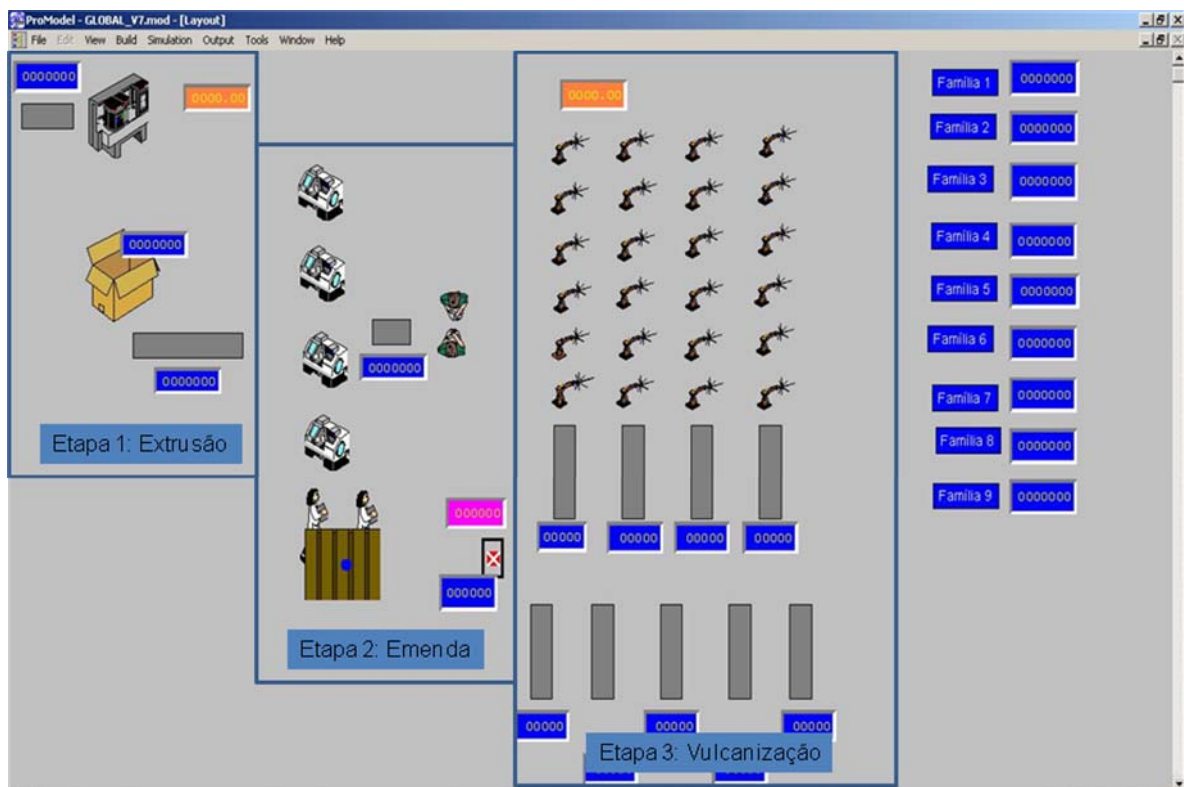 ProModel - GLOBAL_V7.mod - [Layout]
File Edit View Build Simulation Output Tools Window Help
0000000
0000.00
0000000
0000000
Etapa 1: Extrusão
0000000
000000
000000
Etapa 2: Emenda
0000.00
00000 00000 00000 00000
00000 00000 00000
Etapa 3: Vulcanização
Família 1 0000000
Família 2 0000000
Família 3 0000000
Família 4 0000000
Família 5 0000000
Família 6 0000000
Família 7 0000000
Família 8 0000000
Família 9 0000000